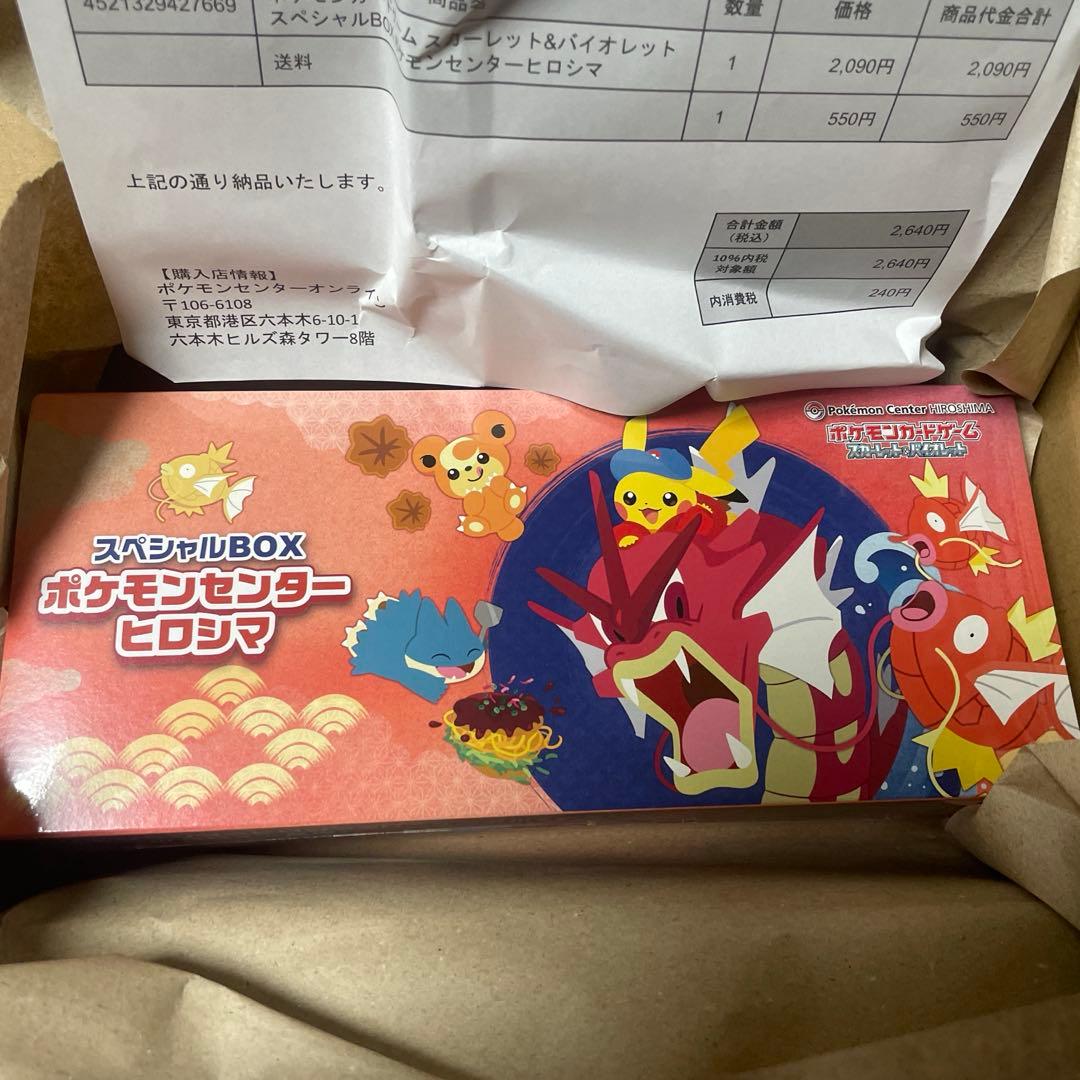 4521329427669
商品名
数量
価格
商品代金合計
スペシャルBOX
ム スカーレット&バイオレット
モンセンターヒロシマ
1
2,090円
2,090円
送料
1
550円
550円
上記の通り納品いたします。
合計金額
(税込)
2,640円
10%内税
対象額
2,640円
内消費税
240円
【購入店情報】
ポケモンセンターオンライン
〒106-6108
東京都港区六本木6-10-1
六本木ヒルズ森タワー8階
Pokémon Center HIROSHIMA
ポケモンカードゲーム
スカーレット&バイオレット
スペシャルBOX
ポケモンセンター
ヒロシマ